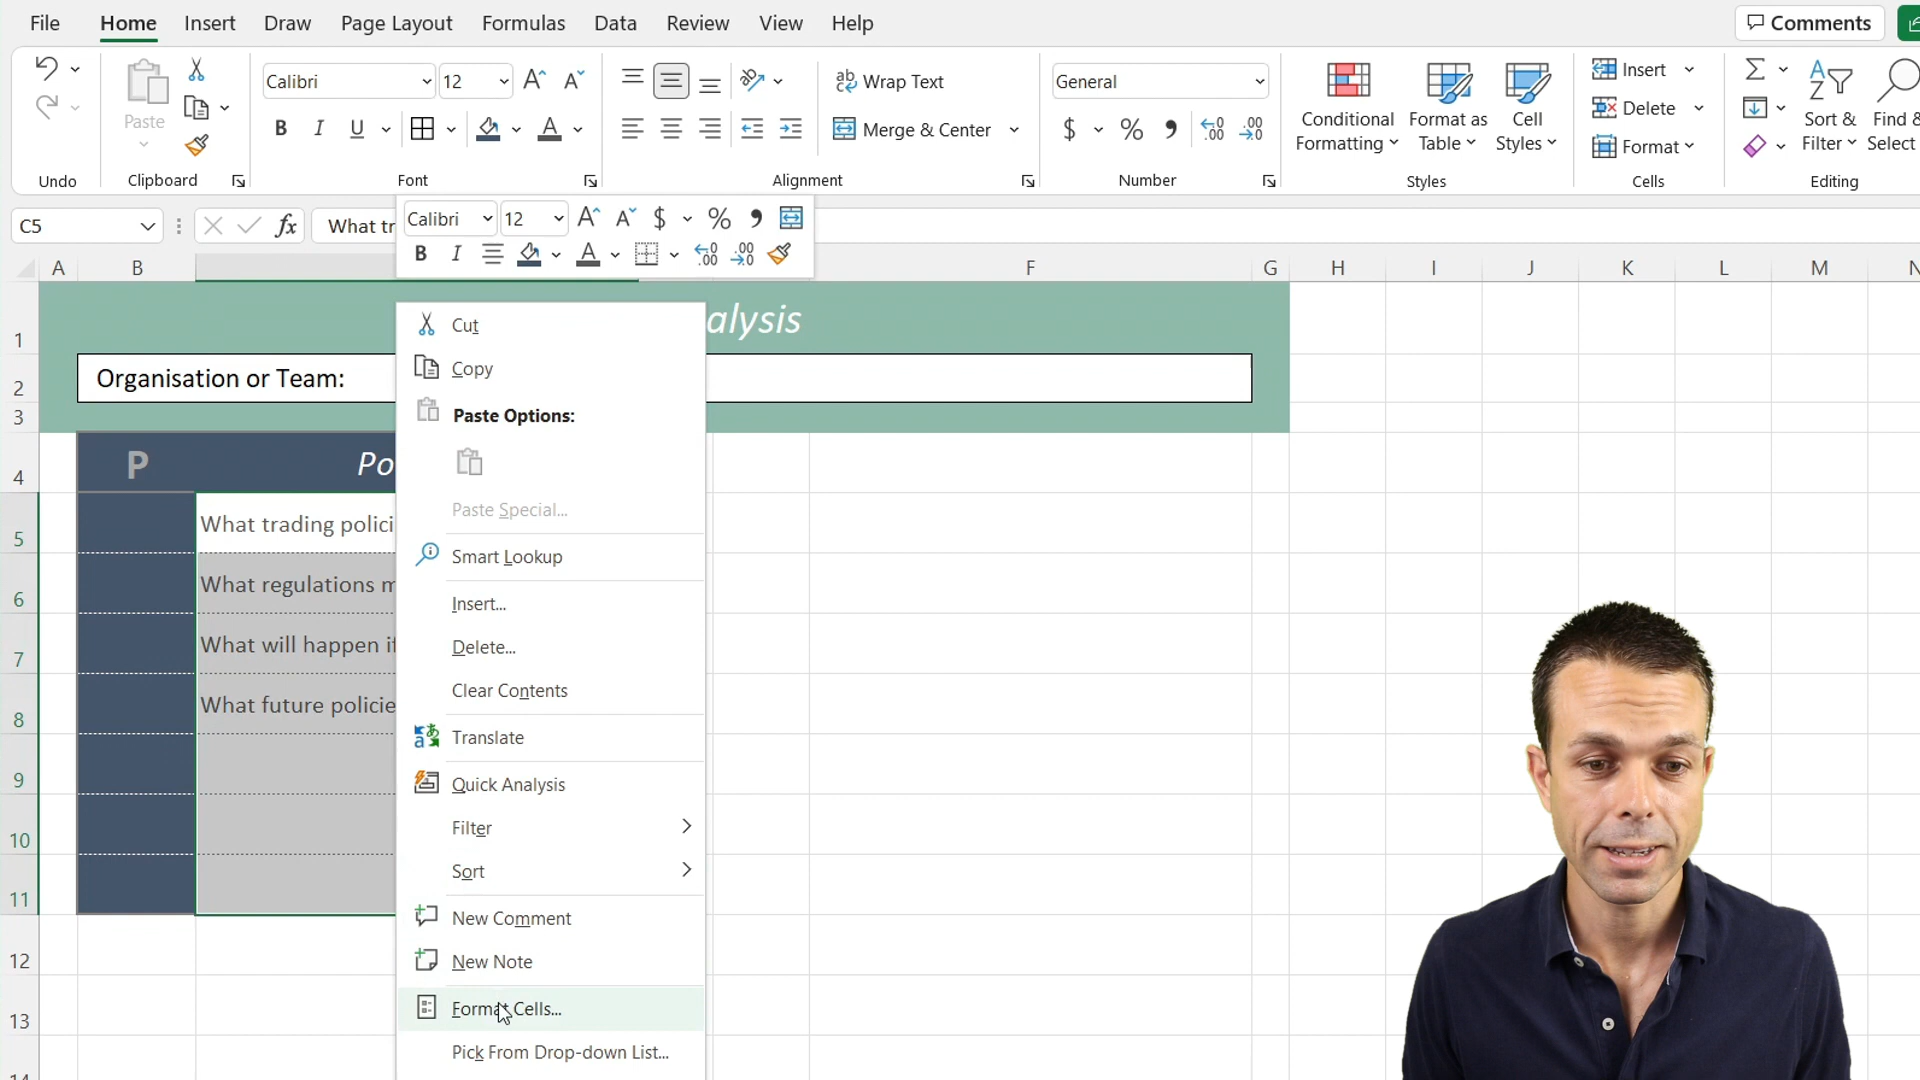 File Home Insert Draw Page Layout Formulas Data Review View Help Comments
Calibri 12 Wrap Text General Insert
Paste Conditional Formatting Format as Table Cell Styles Delete Sort & Filter Find & Select
B I U Merge & Center $ % Format
Undo Clipboard Font Alignment Number Styles Cells Editing
C5 fx What tr
Calibri 12 $ %
B I A
A B F G H I J K L M N
1 alysis
2 Organisation or Team:
3
4 P Po
5 What trading polici
6 What regulations m
7 What will happen if
8 What future policie
9
10
11
12
13
14
Cut
Copy
Paste Options:
Paste Special...
Smart Lookup
Insert...
Delete...
Clear Contents
Translate
Quick Analysis
Filter
Sort
New Comment
New Note
Format Cells...
Pick From Drop-down List...